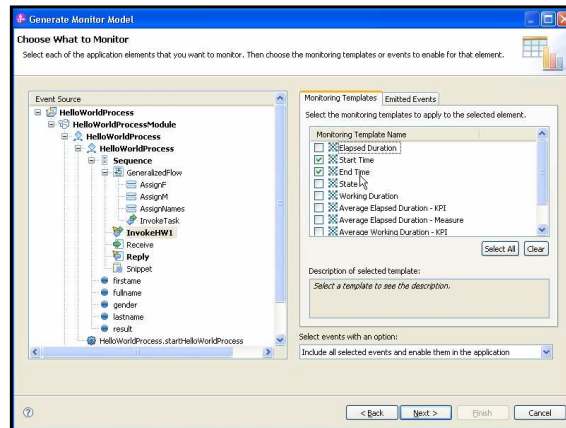 Generate Monitor Model
Choose What to Monitor
Select each of the application elements that you want to monitor. Then choose the monitoring templates or events to enable for that element.
Event Source
HelloWorldProcess
HelloWorldProcessModule
HelloWorldProcess
HelloWorldProcess
Sequence
GeneralizedFlow
AssignF
AssignM
AssignNames
InvokeTask
InvokeHW1
Receive
Reply
Snippet
firstame
fullname
gender
lastname
result
HelloWorldProcess.startHelloWorldProcess
Monitoring Templates
Emitted Events
Select the monitoring templates to apply to the selected element.
Monitoring Template Name
Elapsed Duration
Start Time
End Time
State
Working Duration
Average Elapsed Duration - KPI
Average Elapsed Duration - Measure
Average Working Duration - KPI
Select All
Clear
Description of selected template:
Select a template to see the description.
Select events with an option:
Include all selected events and enable them in the application
?
< Back
Next >
Finish
Cancel